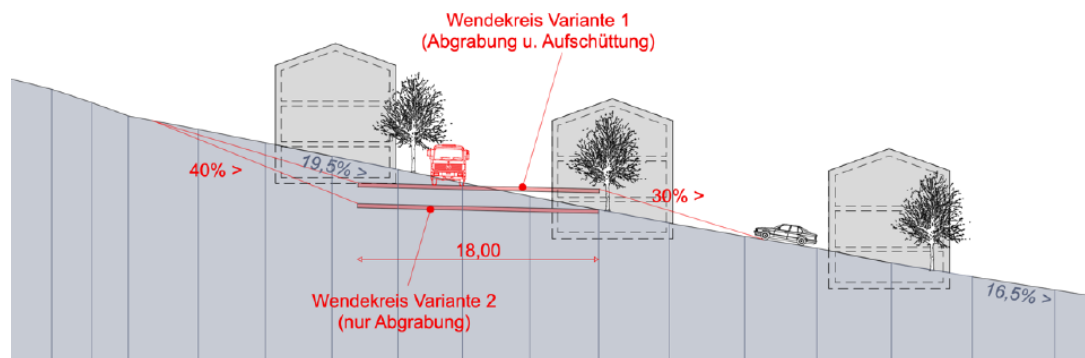 Wendekreis Variante 1
(Abgrabung u. Aufschüttung)
40% >
19,5% >
30% >
18,00
Wendekreis Variante 2
(nur Abgrabung)
16,5% >